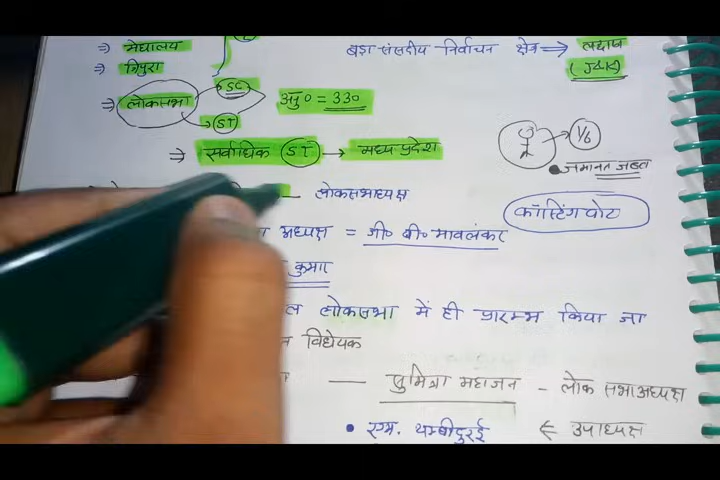 ⇒ मेघालय
⇒ त्रिपुरा
⇒ लोकसभा → SC → ST अनु० = 330
⇒ सर्वाधिक ST → मध्य प्रदेश
बड़ा संसदीय निर्वाचन क्षेत्र ⇒ लद्दाख
(J&K)
→ 1/6
जमानत जब्त
— लोकसभाध्यक्ष
कॉस्टिंग वोट
अध्यक्ष = जी० वी० मावलंकर
कुमार
लोकसभा में ही प्रारम्भ किया जा
विधेयक
— सुमित्रा महाजन - लोक सभा अध्यक्ष
• एम. थम्बीदुरई ← उपाध्यक्ष